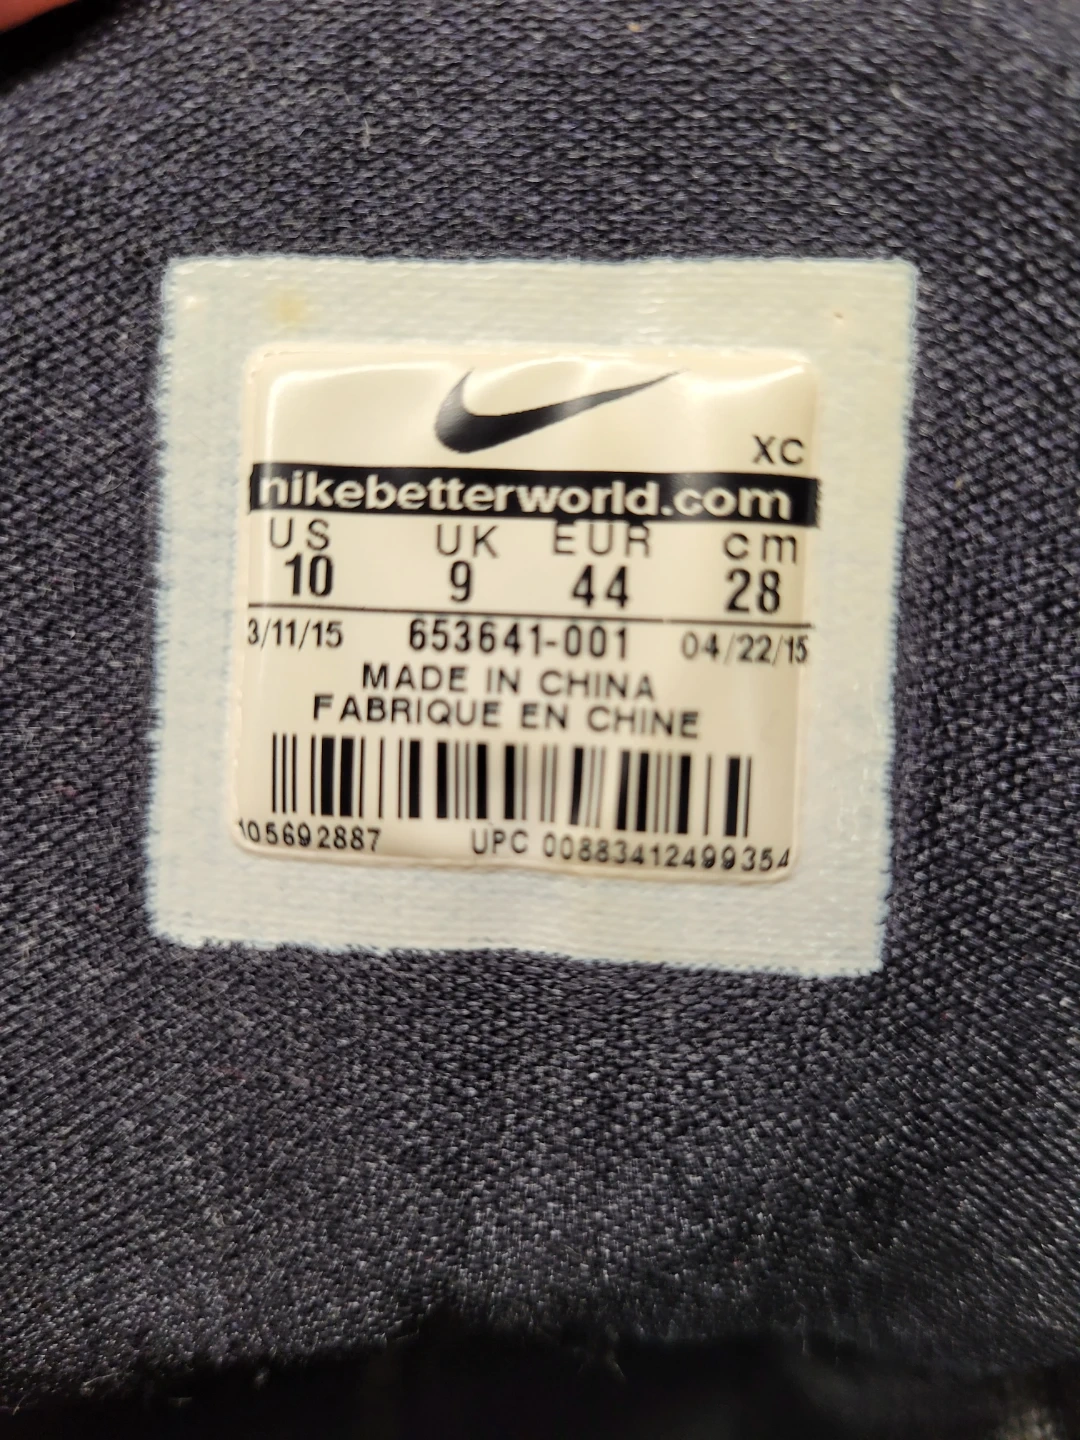 XC
nikebetterworld.com
US UK EUR cm
10 9 44 28
3/11/15 653641-001 04/22/15
MADE IN CHINA
FABRIQUE EN CHINE
105692887 UPC 00883412499354